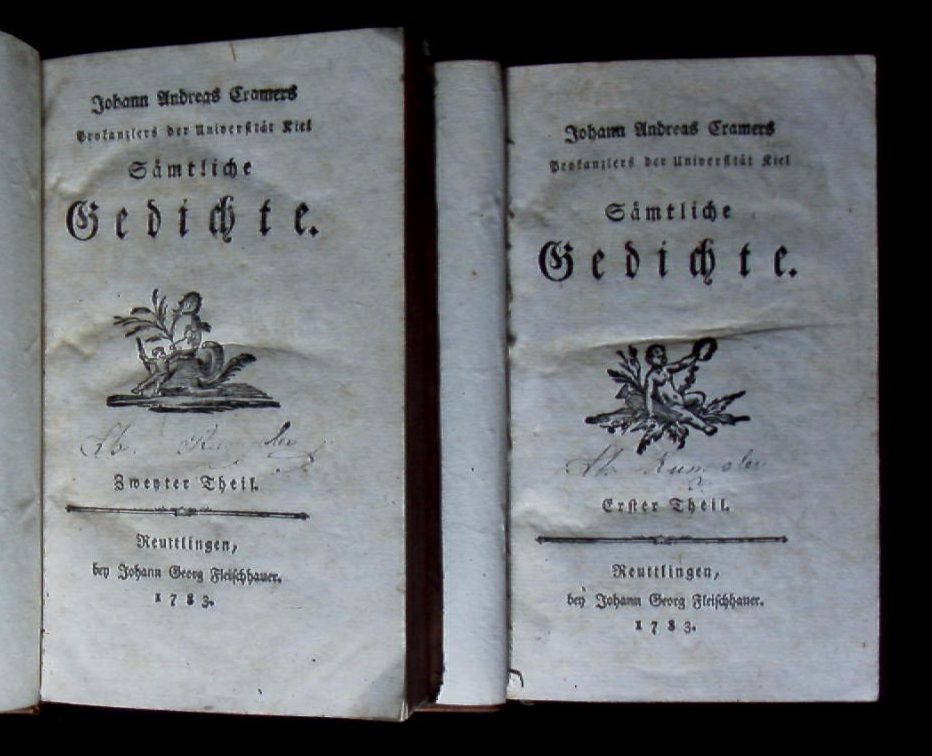 Johann Andreas Cramers
Prokanzlers der Universität Kiel
Sämtliche
Gedichte.
Zweyter Theil.
Reuttlingen,
bey Johann Georg Fleischhauer.
1783.
Johann Andreas Cramers
Prokanzlers der Universität Kiel
Sämtliche
Gedichte.
Erster Theil.
Reuttlingen,
bey Johann Georg Fleischhauer.
1783.